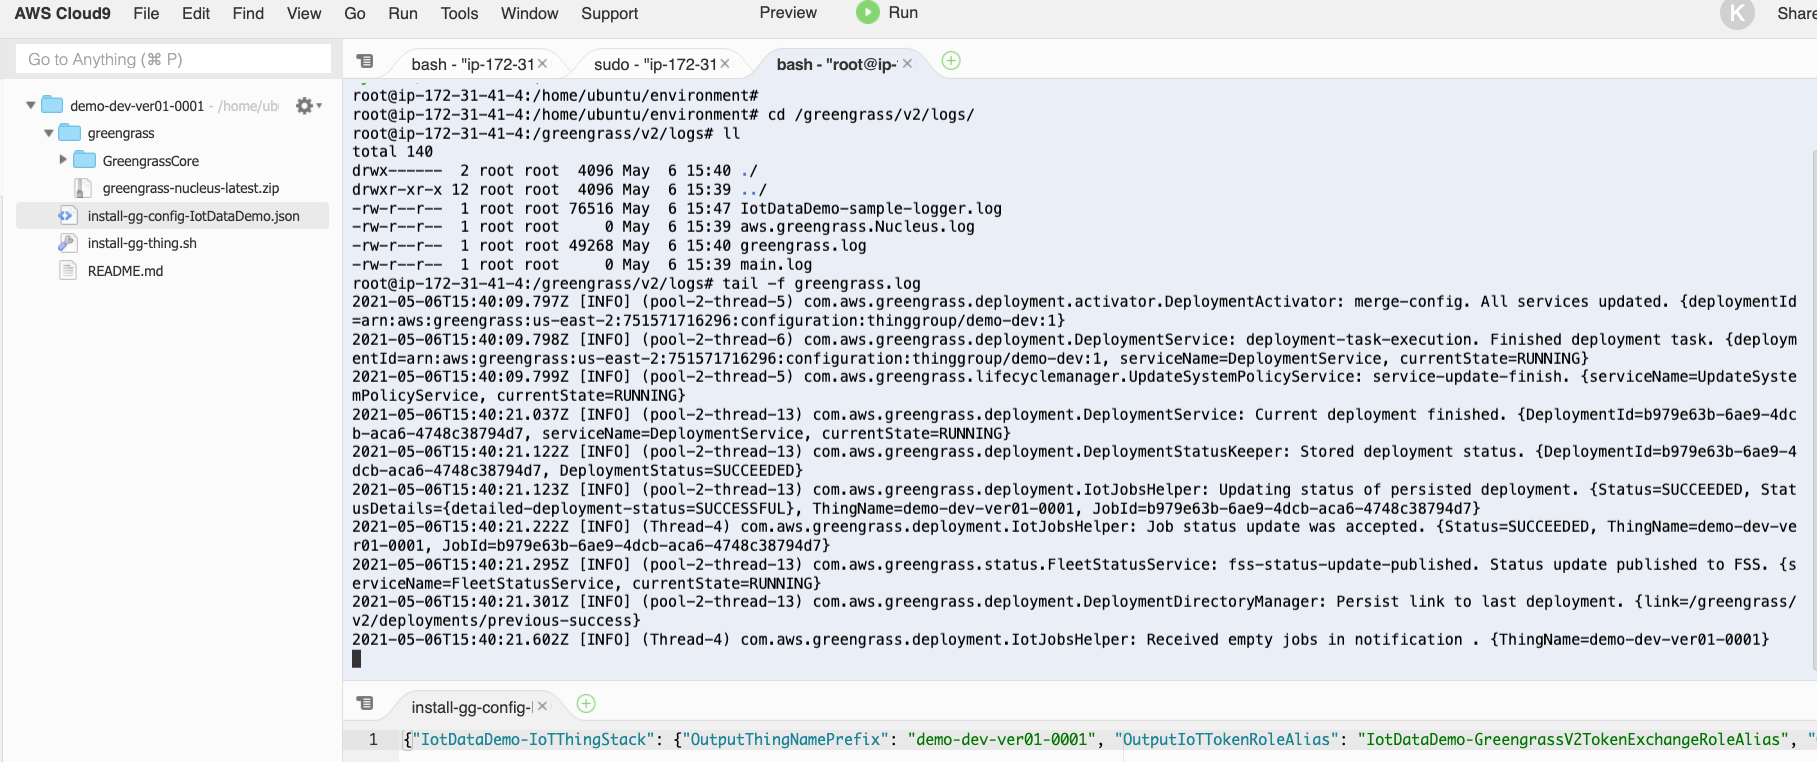 AWS Cloud9 File Edit Find View Go Run Tools Window Support Preview Run K Share
Go to Anything (⌘ P)
demo-dev-ver01-0001 - /home/ub
greengrass
GreengrassCore
greengrass-nucleus-latest.zip
install-gg-config-IotDataDemo.json
install-gg-thing.sh
README.md
bash - "ip-172-31 sudo - "ip-172-31 bash - "root@ip-
root@ip-172-31-41-4:/home/ubuntu/environment#
root@ip-172-31-41-4:/home/ubuntu/environment# cd /greengrass/v2/logs/
root@ip-172-31-41-4:/greengrass/v2/logs# ll
total 140
drwx------  2 root root  4096 May  6 15:40 ./
drwxr-xr-x 12 root root  4096 May  6 15:39 ../
-rw-r--r--  1 root root 76516 May  6 15:47 IotDataDemo-sample-logger.log
-rw-r--r--  1 root root     0 May  6 15:39 aws.greengrass.Nucleus.log
-rw-r--r--  1 root root 49268 May  6 15:40 greengrass.log
-rw-r--r--  1 root root     0 May  6 15:39 main.log
root@ip-172-31-41-4:/greengrass/v2/logs# tail -f greengrass.log
2021-05-06T15:40:09.797Z [INFO] (pool-2-thread-5) com.aws.greengrass.deployment.activator.DeploymentActivator: merge-config. All services updated. {deploymentId
=arn:aws:greengrass:us-east-2:751571716296:configuration:thinggroup/demo-dev:1}
2021-05-06T15:40:09.798Z [INFO] (pool-2-thread-6) com.aws.greengrass.deployment.DeploymentService: deployment-task-execution. Finished deployment task. {deploym
entId=arn:aws:greengrass:us-east-2:751571716296:configuration:thinggroup/demo-dev:1, serviceName=DeploymentService, currentState=RUNNING}
2021-05-06T15:40:09.799Z [INFO] (pool-2-thread-5) com.aws.greengrass.lifecyclemanager.UpdateSystemPolicyService: service-update-finish. {serviceName=UpdateSyste
mPolicyService, currentState=RUNNING}
2021-05-06T15:40:21.037Z [INFO] (pool-2-thread-13) com.aws.greengrass.deployment.DeploymentService: Current deployment finished. {DeploymentId=b979e63b-6ae9-4dc
b-aca6-4748c38794d7, serviceName=DeploymentService, currentState=RUNNING}
2021-05-06T15:40:21.122Z [INFO] (pool-2-thread-13) com.aws.greengrass.deployment.DeploymentStatusKeeper: Stored deployment status. {DeploymentId=b979e63b-6ae9-4
dcb-aca6-4748c38794d7, DeploymentStatus=SUCCEEDED}
2021-05-06T15:40:21.123Z [INFO] (pool-2-thread-13) com.aws.greengrass.deployment.IotJobsHelper: Updating status of persisted deployment. {Status=SUCCEEDED, Stat
usDetails={detailed-deployment-status=SUCCESSFUL}, ThingName=demo-dev-ver01-0001, JobId=b979e63b-6ae9-4dcb-aca6-4748c38794d7}
2021-05-06T15:40:21.222Z [INFO] (Thread-4) com.aws.greengrass.deployment.IotJobsHelper: Job status update was accepted. {Status=SUCCEEDED, ThingName=demo-dev-ve
r01-0001, JobId=b979e63b-6ae9-4dcb-aca6-4748c38794d7}
2021-05-06T15:40:21.295Z [INFO] (pool-2-thread-13) com.aws.greengrass.status.FleetStatusService: fss-status-update-published. Status update published to FSS. {s
erviceName=FleetStatusService, currentState=RUNNING}
2021-05-06T15:40:21.301Z [INFO] (pool-2-thread-13) com.aws.greengrass.deployment.DeploymentDirectoryManager: Persist link to last deployment. {link=/greengrass/
v2/deployments/previous-success}
2021-05-06T15:40:21.602Z [INFO] (Thread-4) com.aws.greengrass.deployment.IotJobsHelper: Received empty jobs in notification . {ThingName=demo-dev-ver01-0001}
install-gg-config-
1 {"IotDataDemo-IoTThingStack": {"OutputThingNamePrefix": "demo-dev-ver01-0001", "OutputIoTTokenRoleAlias": "IotDataDemo-GreengrassV2TokenExchangeRoleAlias", "